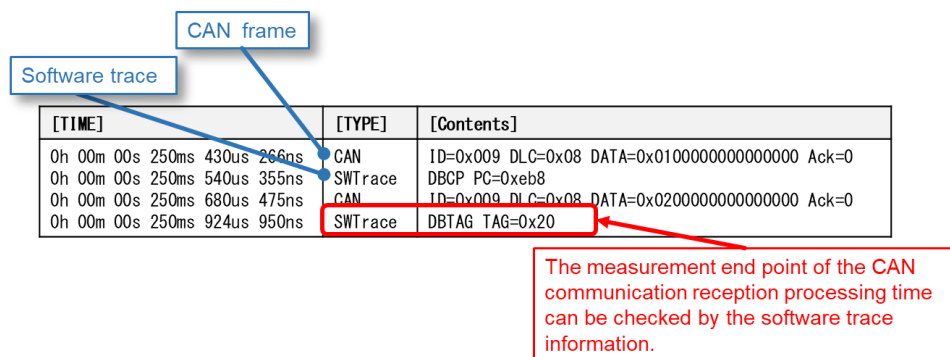 CAN frame
Software trace
[TIME] [TYPE] [Contents]
0h 00m 00s 250ms 430us 266ns CAN ID=0x009 DLC=0x08 DATA=0x0100000000000000 Ack=0
0h 00m 00s 250ms 540us 355ns SWTrace DBCP PC=0xeb8
0h 00m 00s 250ms 680us 475ns CAN ID=0x009 DLC=0x08 DATA=0x0200000000000000 Ack=0
0h 00m 00s 250ms 924us 950ns SWTrace DBTAG TAG=0x20
The measurement end point of the CAN
communication reception processing time
can be checked by the software trace
information.